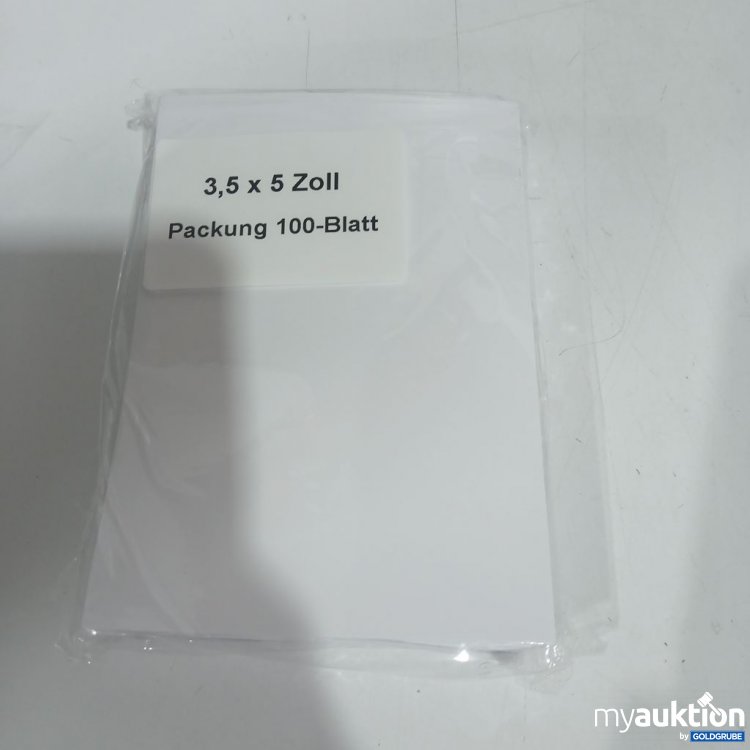 3,5 x 5 Zoll
Packung 100-Blatt
myauktion
by GOLDGRUBE